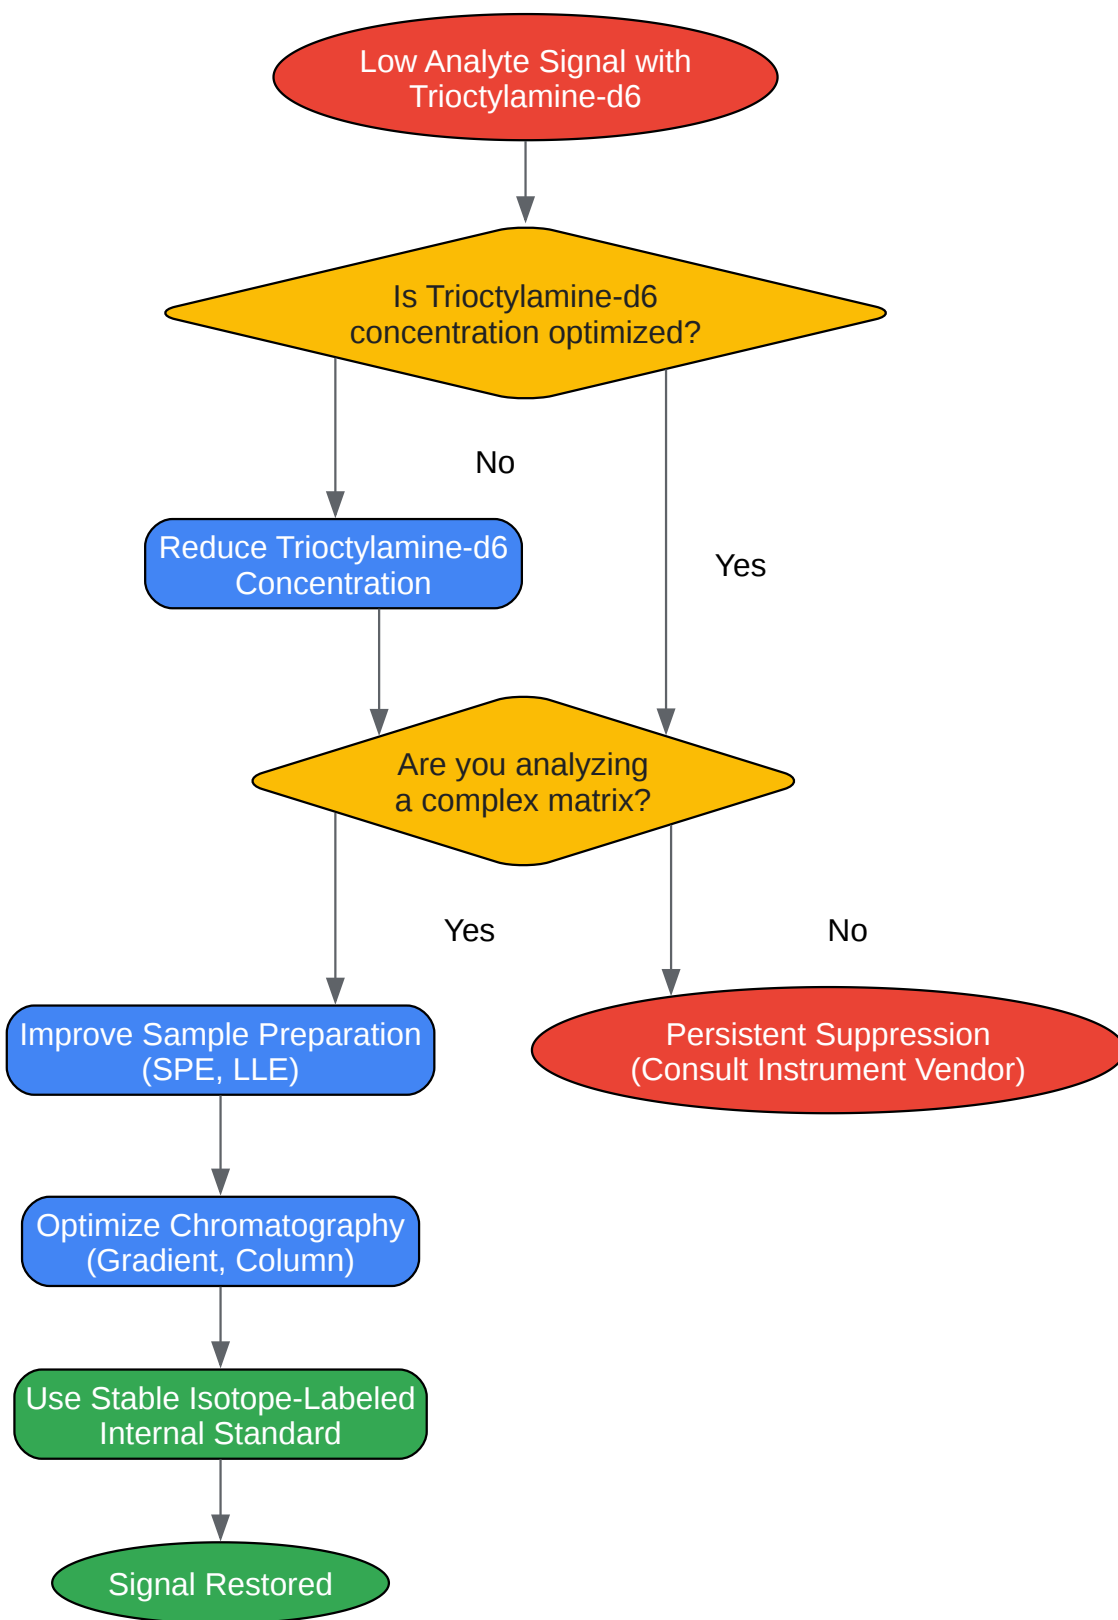 Low Analyte Signal with
Trioctylamine-d6
Is Trioctylamine-d6
concentration optimized?
No
Reduce Trioctylamine-d6
Concentration
Yes
Are you analyzing
a complex matrix?
Yes
No
Improve Sample Preparation
(SPE, LLE)
Persistent Suppression
(Consult Instrument Vendor)
Optimize Chromatography
(Gradient, Column)
Use Stable Isotope-Labeled
Internal Standard
Signal Restored